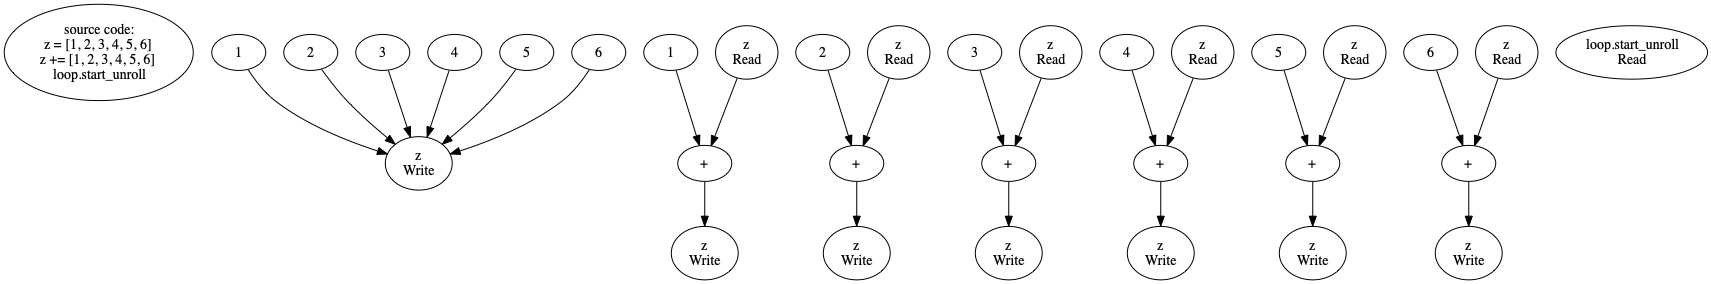 source code:
z = [1, 2, 3, 4, 5, 6]
z += [1, 2, 3, 4, 5, 6]
loop.start_unroll
1
2
3
4
5
6
1
z
Read
2
z
Read
3
z
Read
4
z
Read
5
z
Read
6
z
Read
loop.start_unroll
Read
z
Write
+
+
+
+
+
+
z
Write
z
Write
z
Write
z
Write
z
Write
z
Write